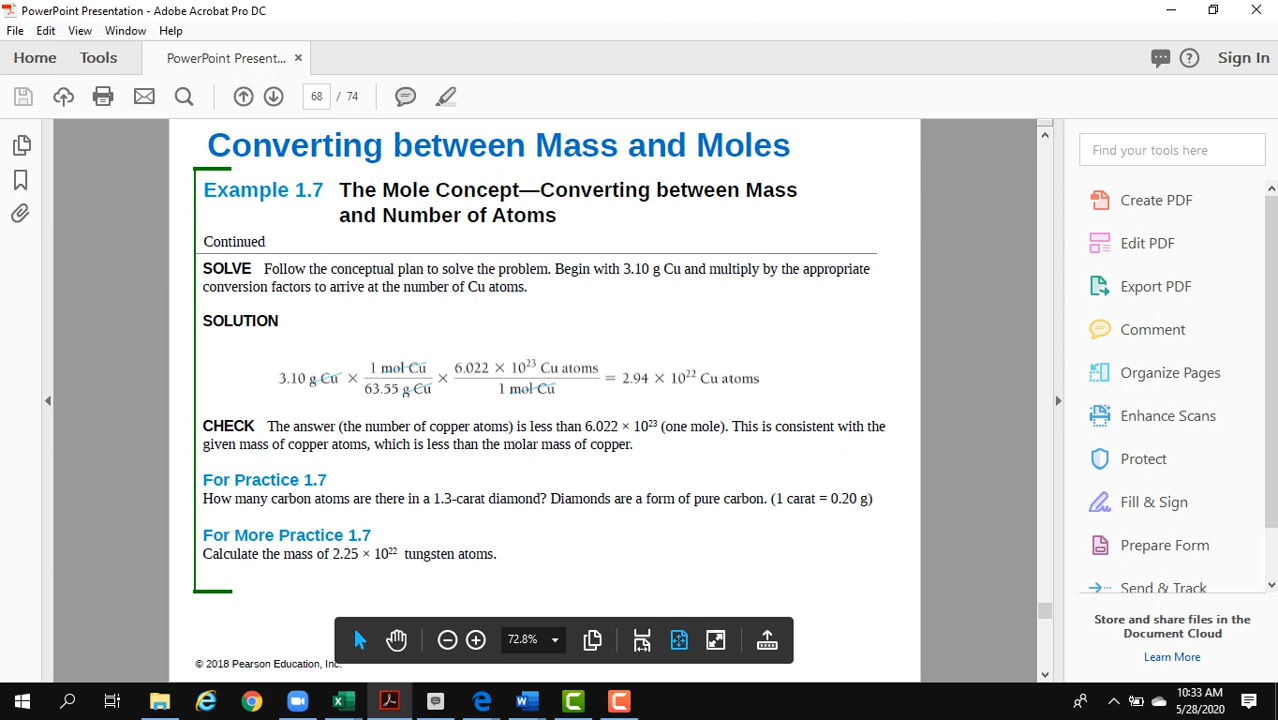 PowerPoint Presentation - Adobe Acrobat Pro DC
File Edit View Window Help
Home Tools PowerPoint Present... × Sign In
68 / 74
Find your tools here
Converting between Mass and Moles
Example 1.7 The Mole Concept—Converting between Mass
and Number of Atoms
Continued
SOLVE Follow the conceptual plan to solve the problem. Begin with 3.10 g Cu and multiply by the appropriate
conversion factors to arrive at the number of Cu atoms.
SOLUTION
3.10 g Cu × 1 mol Cu / 63.55 g Cu × 6.022 × 10²³ Cu atoms / 1 mol Cu = 2.94 × 10²² Cu atoms
CHECK The answer (the number of copper atoms) is less than 6.022 × 10²³ (one mole). This is consistent with the
given mass of copper atoms, which is less than the molar mass of copper.
For Practice 1.7
How many carbon atoms are there in a 1.3-carat diamond? Diamonds are a form of pure carbon. (1 carat = 0.20 g)
For More Practice 1.7
Calculate the mass of 2.25 × 10²² tungsten atoms.
72.8%
© 2018 Pearson Education, Inc.
Create PDF
Edit PDF
Export PDF
Comment
Organize Pages
Enhance Scans
Protect
Fill & Sign
Prepare Form
Send & Track
Store and share files in the
Document Cloud
Learn More
10:33 AM
5/28/2020